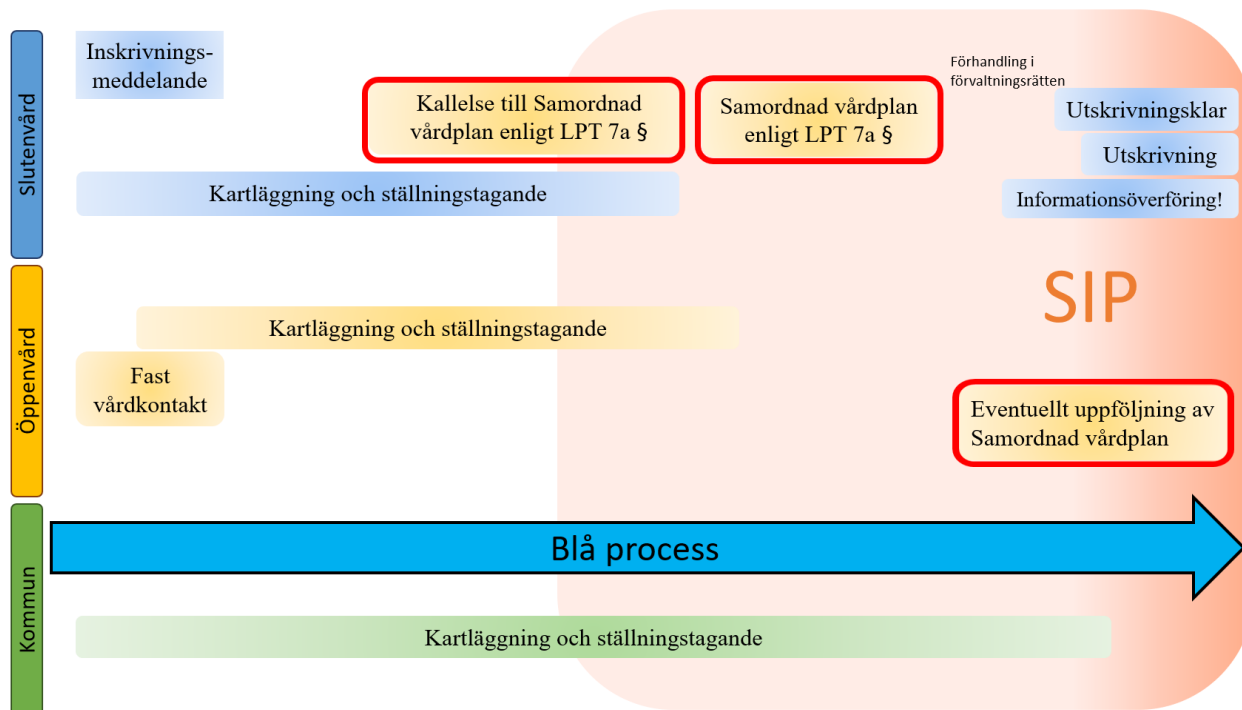 Slutenvård
Inskrivnings-
meddelande
Kallelse till Samordnad
vårdplan enligt LPT 7a §
Samordnad vårdplan
enligt LPT 7a §
Förhandling i
förvaltningsrätten
Utskrivningsklar
Utskrivning
Informationsöverföring!
Kartläggning och ställningstagande
Öppenvård
SIP
Kartläggning och ställningstagande
Fast
vårdkontakt
Eventuellt uppföljning av
Samordnad vårdplan
Kommun
Blå process
Kartläggning och ställningstagande